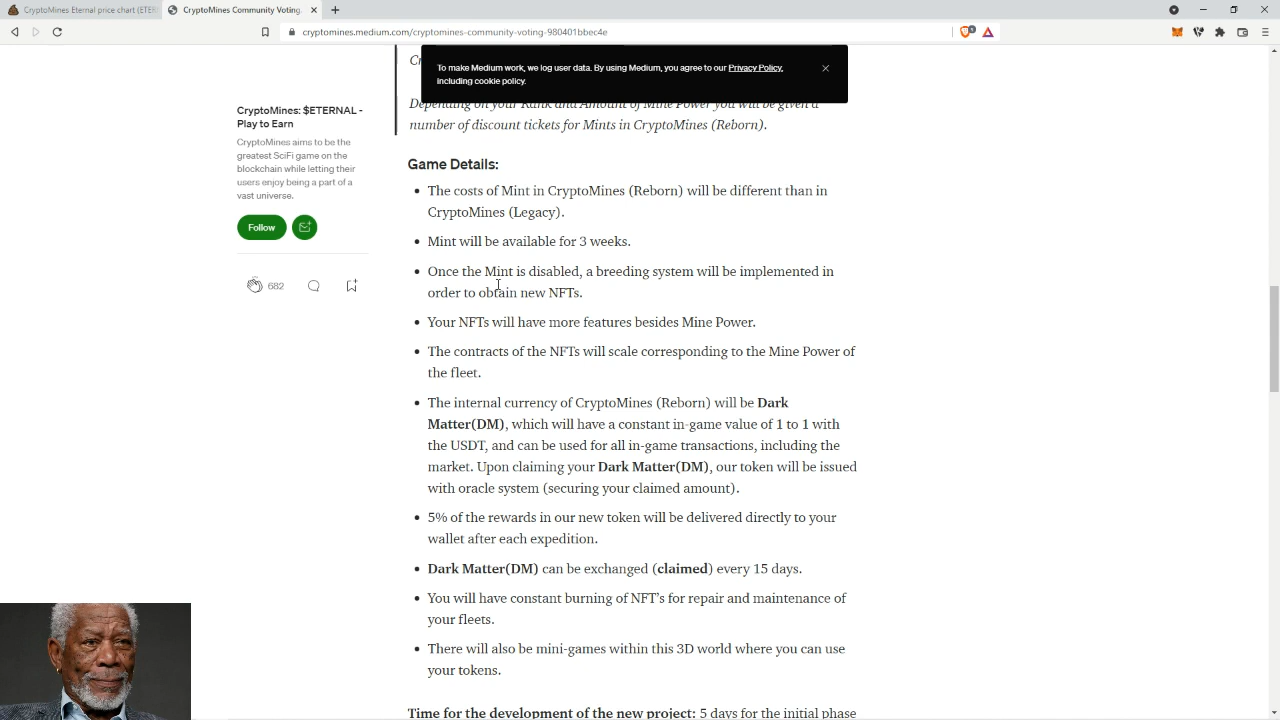 CryptoMines Eternal price chart (ETER
CryptoMines Community Voting.
cryptomines.medium.com/cryptomines-community-voting-980401bbec4e
To make Medium work, we log user data. By using Medium, you agree to our Privacy Policy,
including cookie policy.
Depending on your Rank and Amount of Mine Power you will be given a
number of discount tickets for Mints in CryptoMines (Reborn).
CryptoMines: $ETERNAL -
Play to Earn
CryptoMines aims to be the
greatest SciFi game on the
blockchain while letting their
users enjoy being a part of a
vast universe.
Follow
682
Game Details:
• The costs of Mint in CryptoMines (Reborn) will be different than in
CryptoMines (Legacy).
• Mint will be available for 3 weeks.
• Once the Mint is disabled, a breeding system will be implemented in
order to obtain new NFTs.
• Your NFTs will have more features besides Mine Power.
• The contracts of the NFTs will scale corresponding to the Mine Power of
the fleet.
• The internal currency of CryptoMines (Reborn) will be Dark
Matter(DM), which will have a constant in-game value of 1 to 1 with
the USDT, and can be used for all in-game transactions, including the
market. Upon claiming your Dark Matter(DM), our token will be issued
with oracle system (securing your claimed amount).
• 5% of the rewards in our new token will be delivered directly to your
wallet after each expedition.
• Dark Matter(DM) can be exchanged (claimed) every 15 days.
• You will have constant burning of NFT's for repair and maintenance of
your fleets.
• There will also be mini-games within this 3D world where you can use
your tokens.
Time for the development of the new project: 5 days for the initial phase